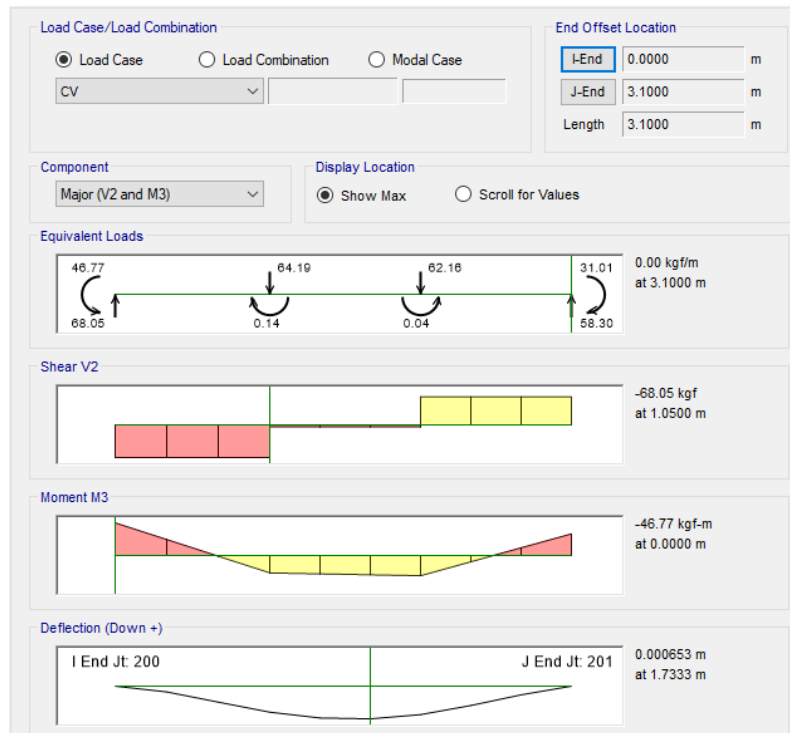 Load Case/Load Combination
Load Case
Load Combination
Modal Case
CV
End Offset Location
I-End 0.0000 m
J-End 3.1000 m
Length 3.1000 m
Component
Major (V2 and M3)
Display Location
Show Max
Scroll for Values
Equivalent Loads
46.77 64.19 62.16 31.01
68.05 0.14 0.04 58.30
0.00 kgf/m
at 3.1000 m
Shear V2
-68.05 kgf
at 1.0500 m
Moment M3
-46.77 kgf-m
at 0.0000 m
Deflection (Down +)
I End Jt: 200
J End Jt: 201
0.000653 m
at 1.7333 m